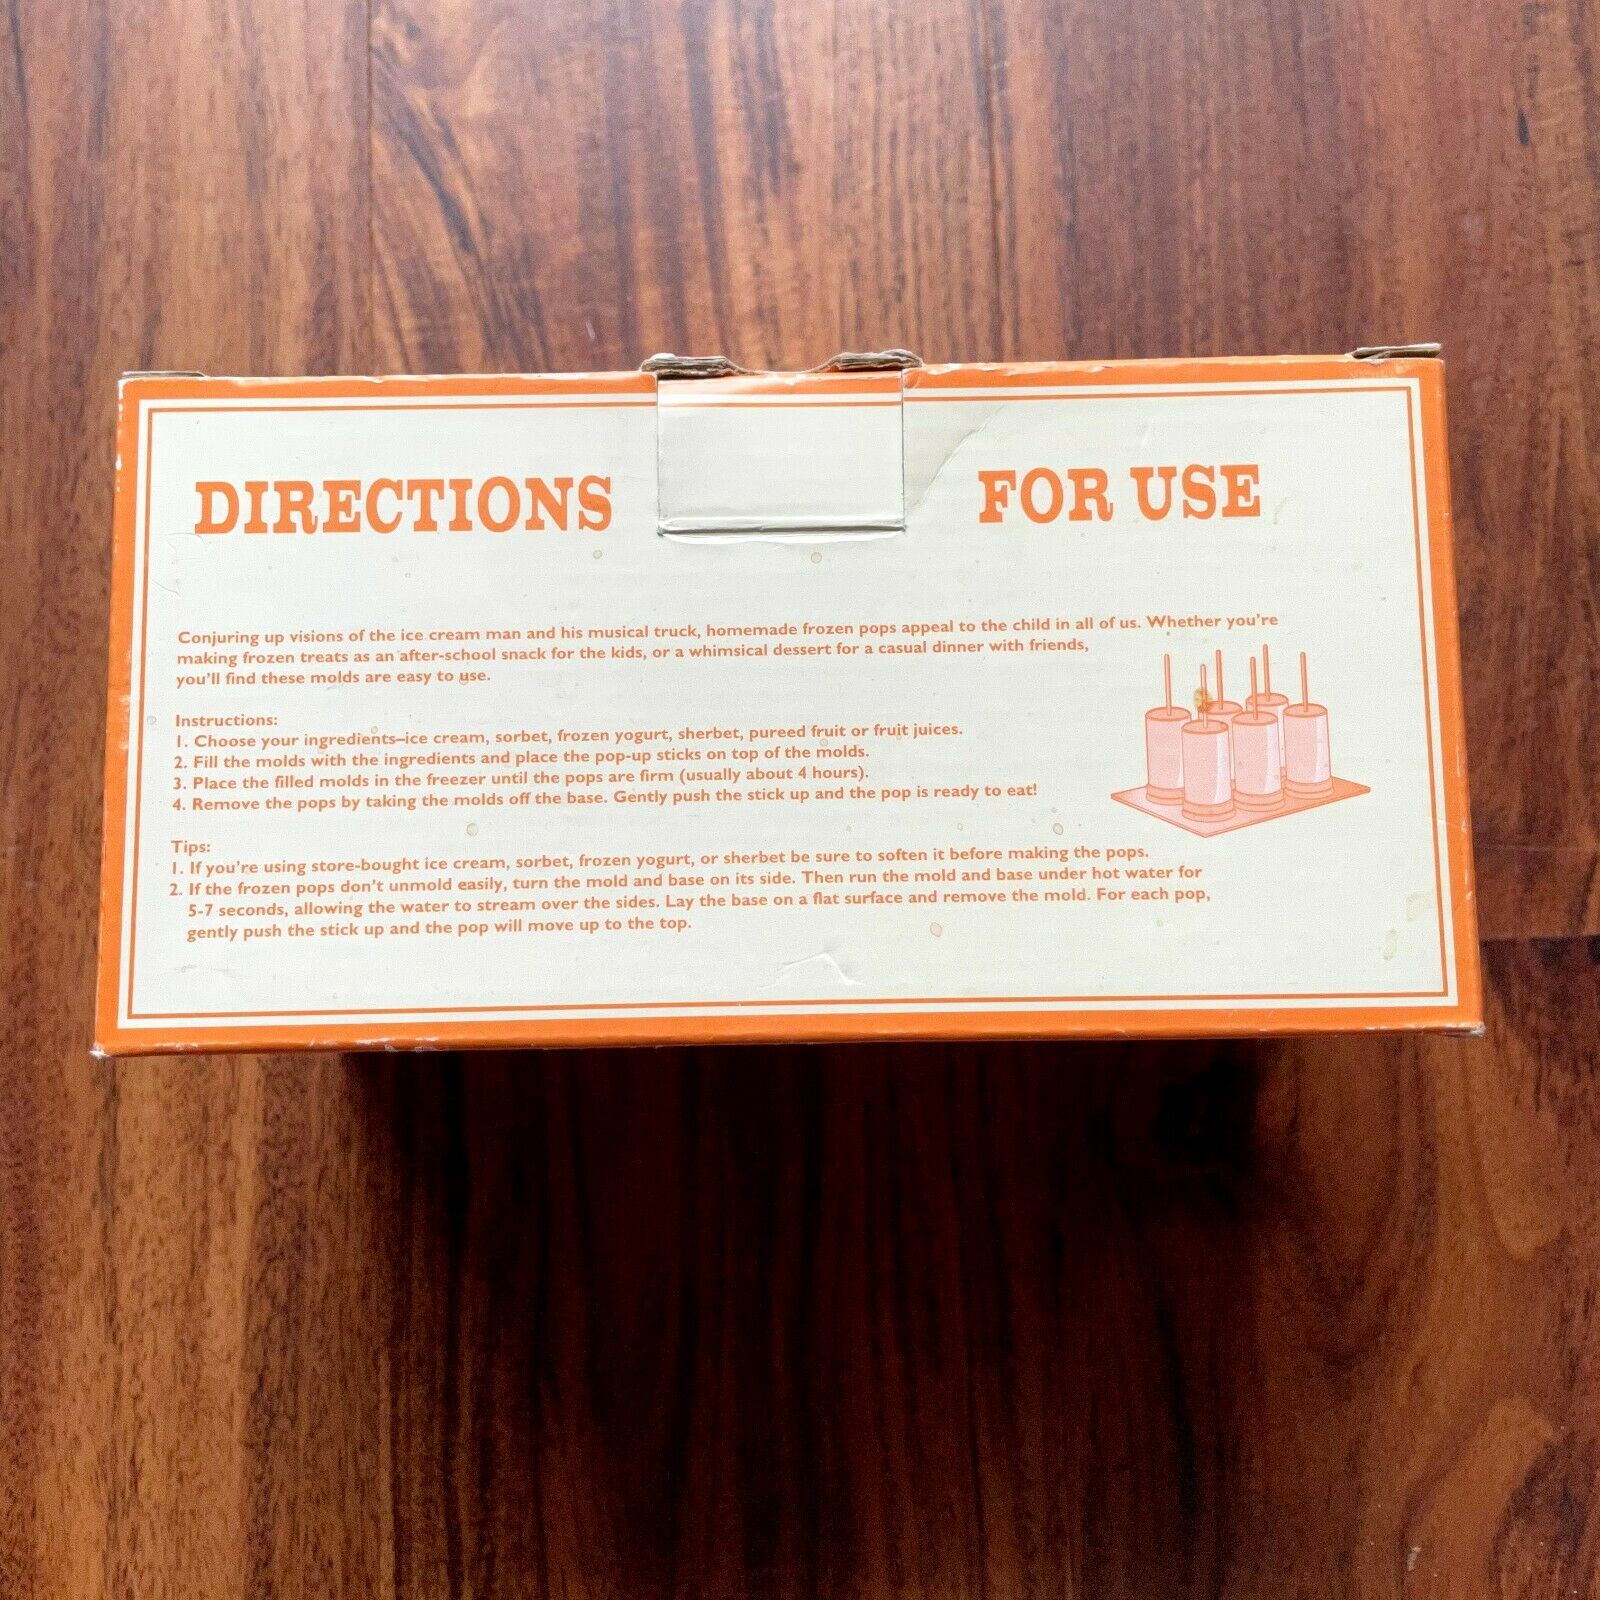 DIRECTIONS FOR USE
Conjuring up visions of the ice cream man and his musical truck, homemade frozen pops appeal to the child in all of us. Whether you're
making frozen treats as an after-school snack for the kids, or a whimsical dessert for a casual dinner with friends,
you'll find these molds are easy to use.
Instructions:
1. Choose your ingredients–ice cream, sorbet, frozen yogurt, sherbet, pureed fruit or fruit juices.
2. Fill the molds with the ingredients and place the pop-up sticks on top of the molds.
3. Place the filled molds in the freezer until the pops are firm (usually about 4 hours).
4. Remove the pops by taking the molds off the base. Gently push the stick up and the pop is ready to eat!
Tips:
1. If you're using store-bought ice cream, sorbet, frozen yogurt, or sherbet be sure to soften it before making the pops.
2. If the frozen pops don't unmold easily, turn the mold and base on its side. Then run the mold and base under hot water for
5-7 seconds, allowing the water to stream over the sides. Lay the base on a flat surface and remove the mold. For each pop,
gently push the stick up and the pop will move up to the top.